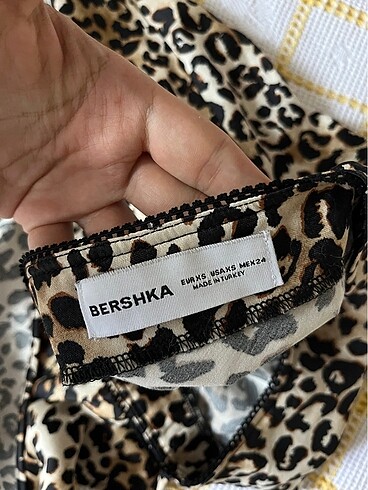 BERSHKA
EUR XS USA XS MEX 24
MADE IN TURKEY